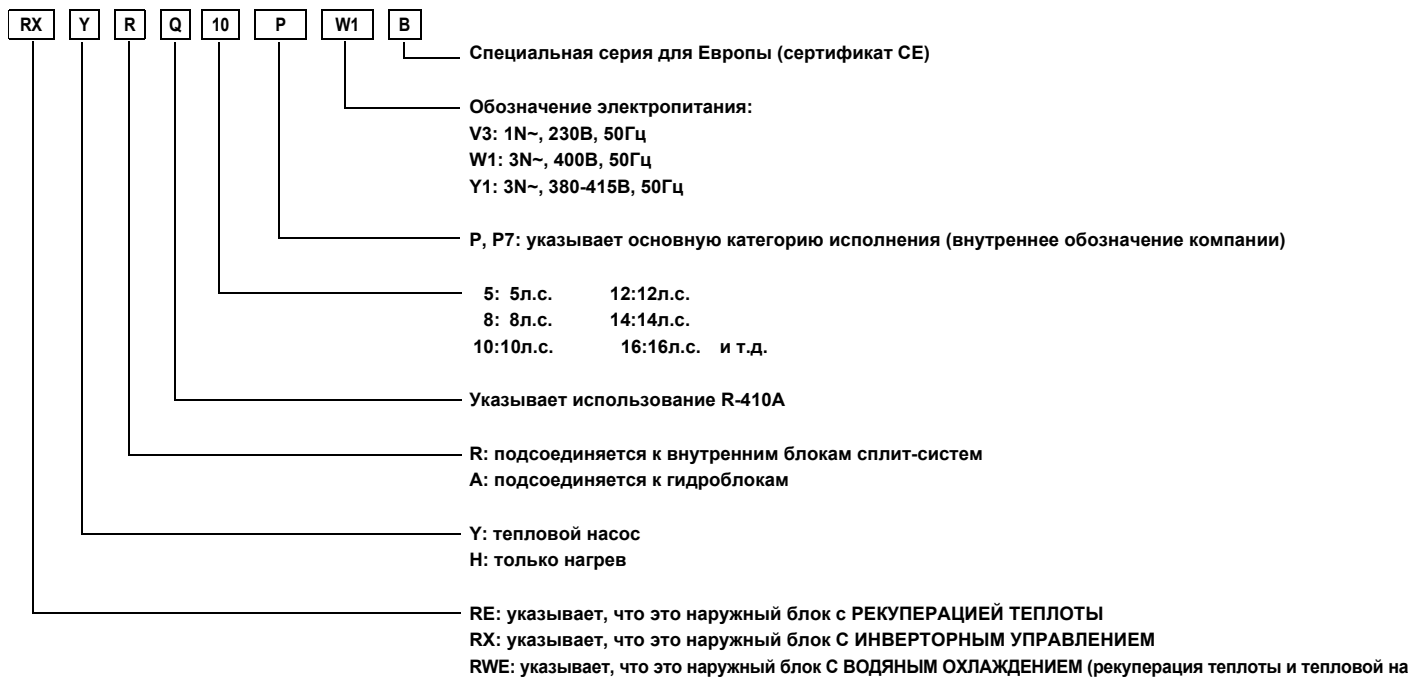 RX Y R Q 10 P W1 B
Специальная серия для Европы (сертификат CE)
Обозначение электропитания:
V3: 1N~, 230В, 50Гц
W1: 3N~, 400В, 50Гц
Y1: 3N~, 380-415В, 50Гц
P, P7: указывает основную категорию исполнения (внутреннее обозначение компании)
5: 5л.с. 12:12л.с.
8: 8л.с. 14:14л.с.
10:10л.с. 16:16л.с. и т.д.
Указывает использование R-410A
R: подсоединяется к внутренним блокам сплит-систем
A: подсоединяется к гидроблокам
Y: тепловой насос
H: только нагрев
RE: указывает, что это наружный блок с РЕКУПЕРАЦИЕЙ ТЕПЛОТЫ
RX: указывает, что это наружный блок С ИНВЕРТОРНЫМ УПРАВЛЕНИЕМ
RWE: указывает, что это наружный блок С ВОДЯНЫМ ОХЛАЖДЕНИЕМ (рекуперация теплоты и тепловой на